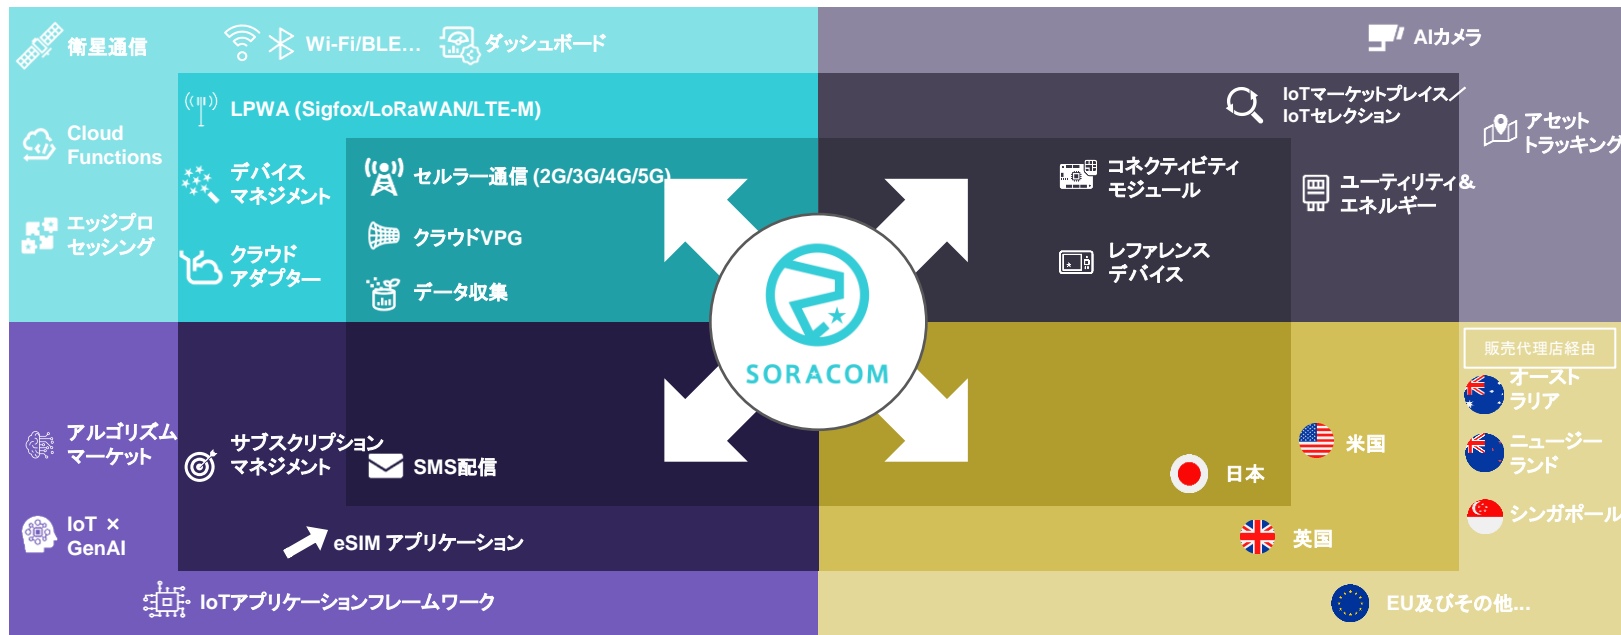 衛星通信
Wi-Fi/BLE…
ダッシュボード
LPWA (Sigfox/LoRaWAN/LTE-M)
Cloud
Functions
デバイス
マネジメント
セルラー通信 (2G/3G/4G/5G)
エッジプロ
セッシング
クラウドVPG
クラウド
アダプター
データ収集
AIカメラ
IoTマーケットプレイス／
IoTセレクション
アセット
トラッキング
コネクティビティ
モジュール
ユーティリティ&
エネルギー
レファレンス
デバイス
SORACOM
アルゴリズム
マーケット
サブスクリプション
マネジメント
SMS配信
IoT ×
GenAI
eSIM アプリケーション
IoTアプリケーションフレームワーク
販売代理店経由
オースト
ラリア
米国
ニュージー
ランド
日本
シンガポール
英国
EU及びその他…